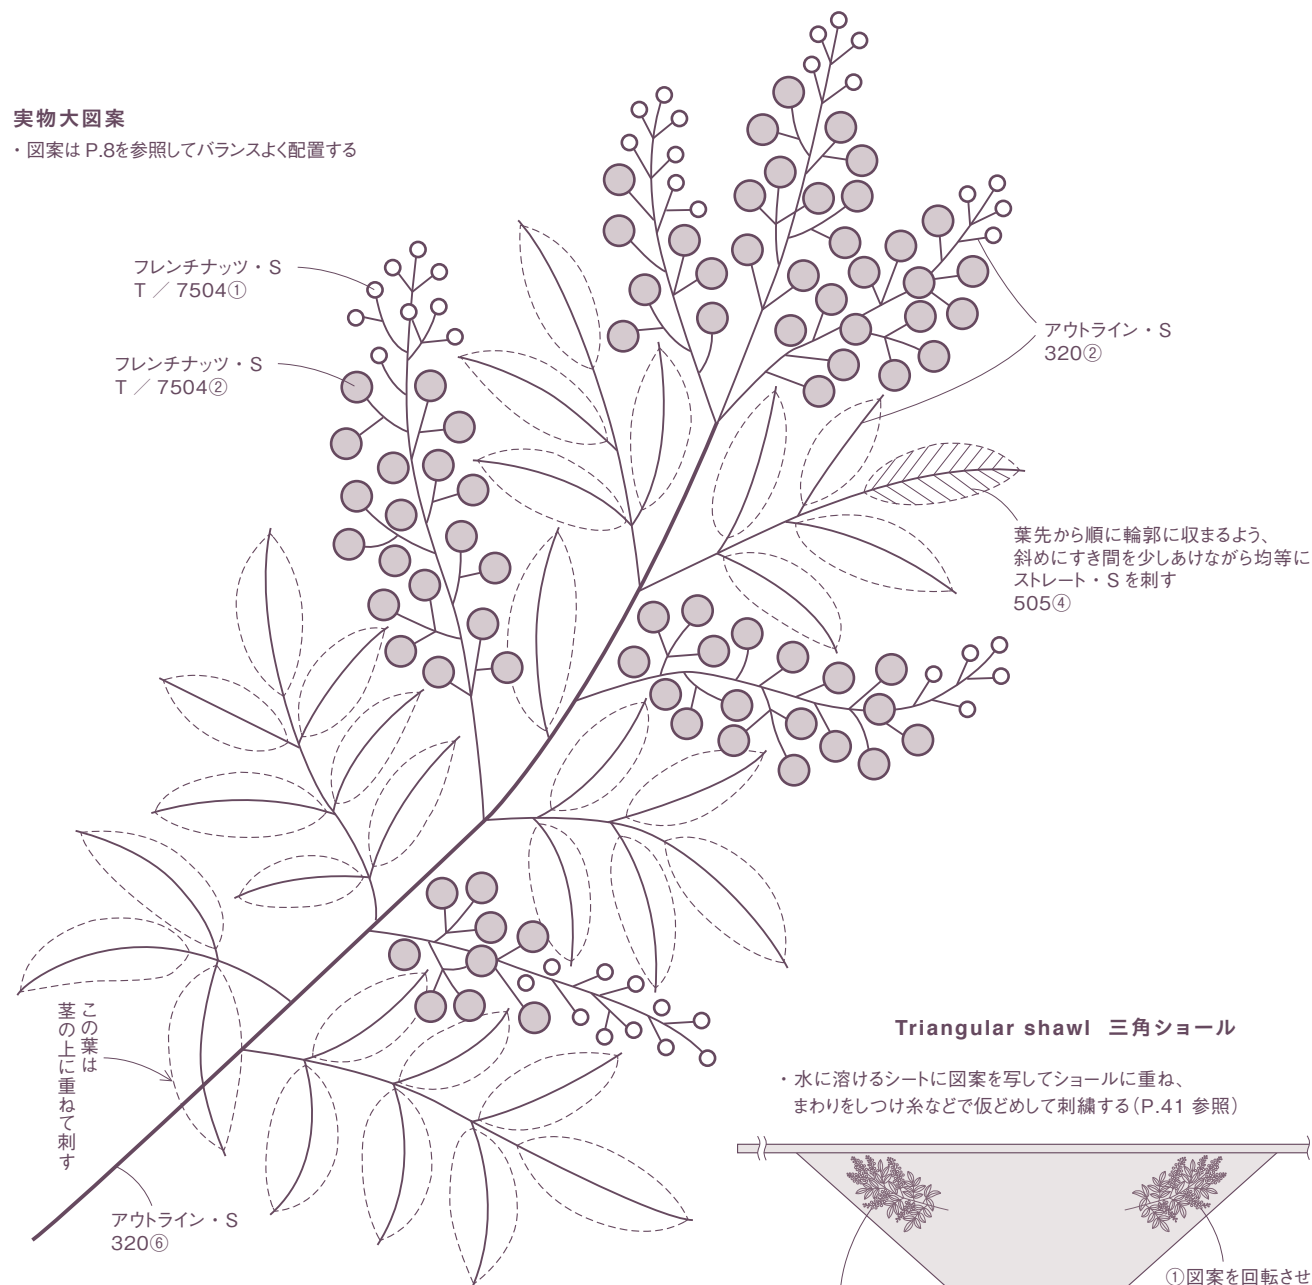 実物大図案
・図案は P.8を参照してバランスよく配置する
フレンチナッツ・S
T ／ 7504①
フレンチナッツ・S
T ／ 7504②
アウトライン・S
320②
葉先から順に輪郭に収まるよう、
斜めにすき間を少しあけながら均等に
ストレート・S を刺す
505④
この葉は
茎の上に重ねて刺す
アウトライン・S
320⑥
Triangular shawl 三角ショール
・水に溶けるシートに図案を写してショールに重ね、
まわりをしつけ糸などで仮どめして刺繍する(P.41 参照)
①図案を回転させ